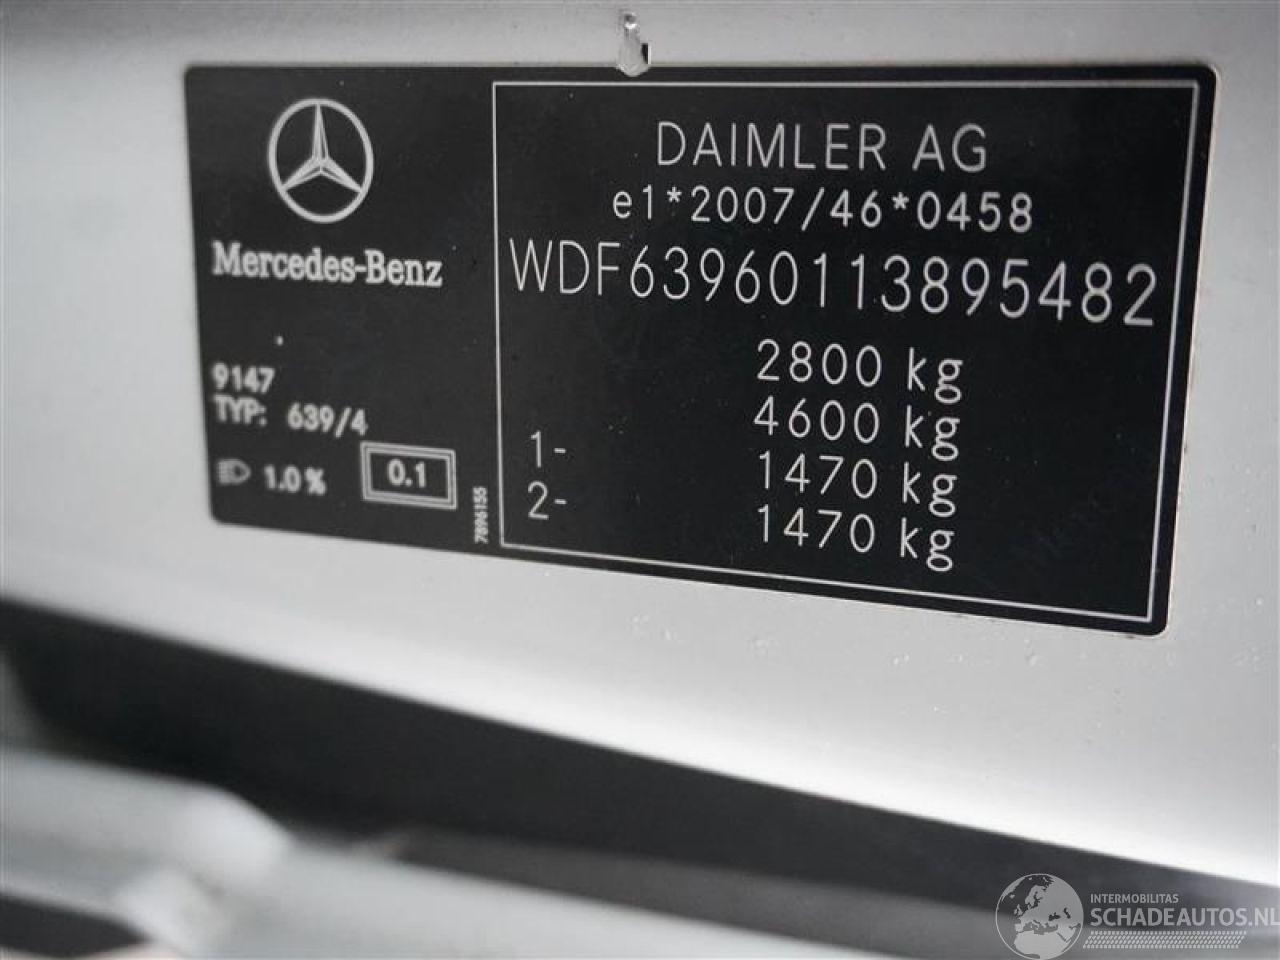 Mercedes-Benz
9147
TYP: 639/4
1.0 %
0.1
7896155
DAIMLER AG
e1*2007/46*0458
WDF63960113895482
2800 kg
4600 kg
1- 1470 kg
2- 1470 kg
INTERMOBILITAS
SCHADEAUTOS.NL